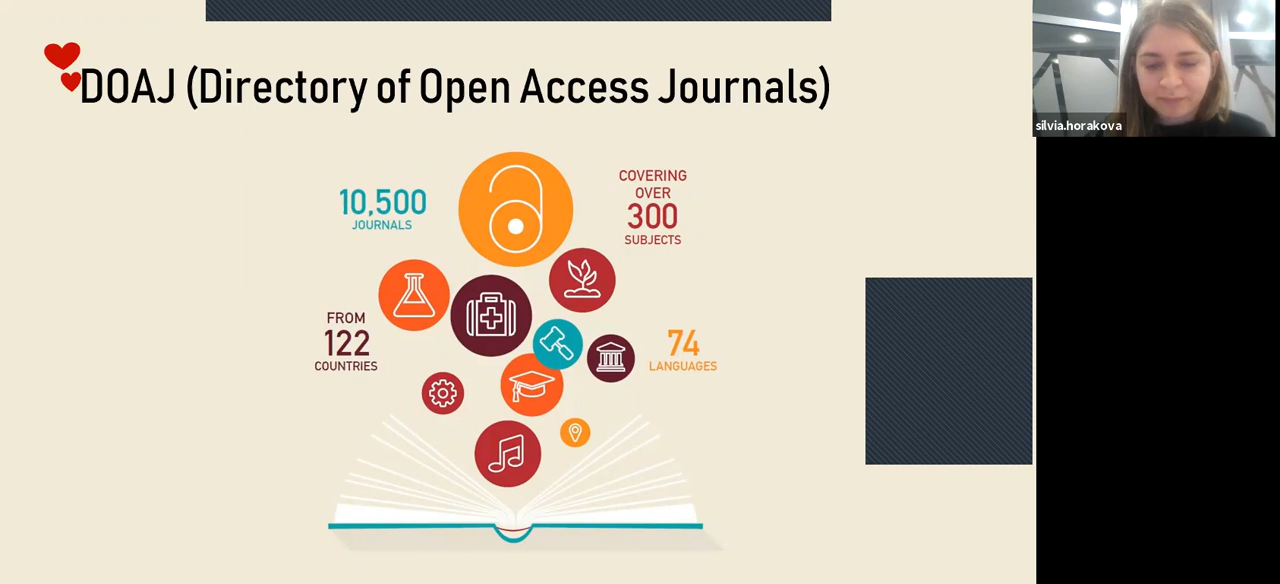 DOAJ (Directory of Open Access Journals)
silvia.horakova
10,500
JOURNALS
COVERING
OVER
300
SUBJECTS
FROM
122
COUNTRIES
74
LANGUAGES